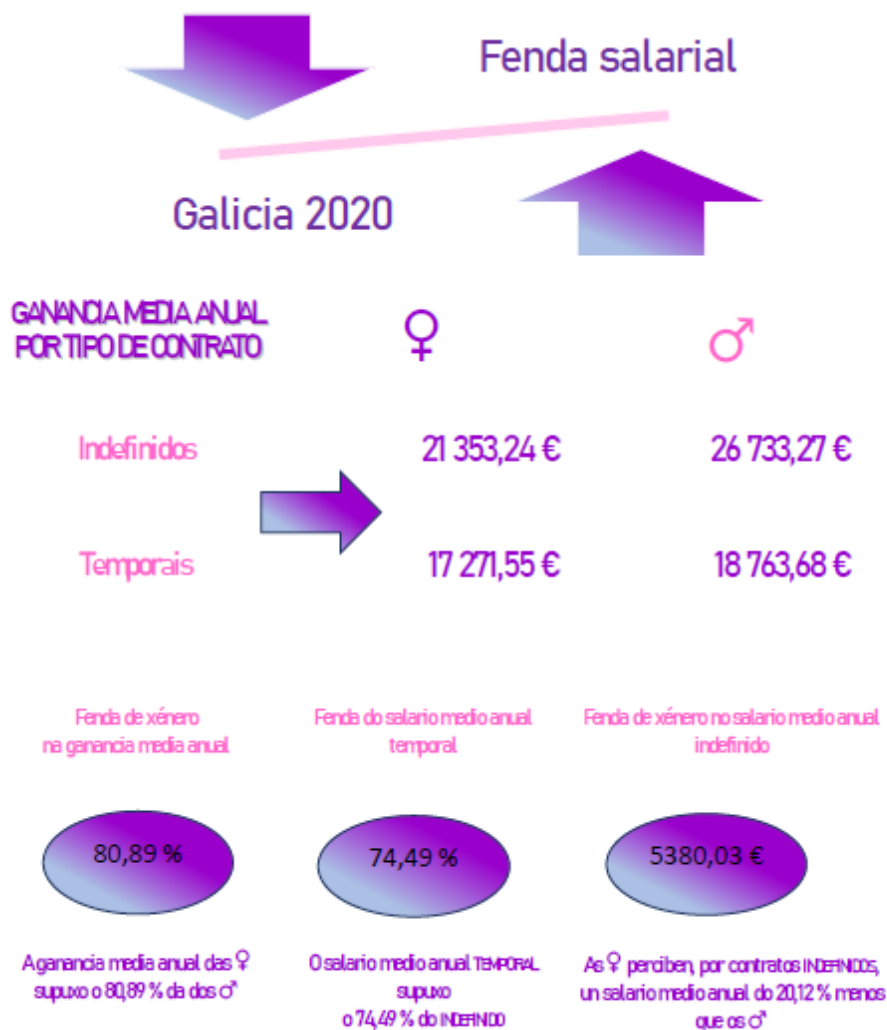 Fenda salarial
Galicia 2020
GANANCIA MEDIA ANUAL
POR TIPO DE CONTRATO
♀ ♂
Indefinidos 21 353,24 € 26 733,27 €
Temporais 17 271,55 € 18 763,68 €
Fenda de xénero
na ganancia media anual
Fenda do salario medio anual
temporal
Fenda de xénero no salario medio anual
indefinido
80,89 % 74,49 % 5380,03 €
A ganancia media anual das ♀
supuxo o 80,89 % da dos ♂
O salario medio anual TEMPORAL
supuxo
o 74,49 % do INDEFINIDO
As ♀ perciben, por contratos INDEFINIDOS,
un salario medio anual do 20,12 % menos
que os ♂